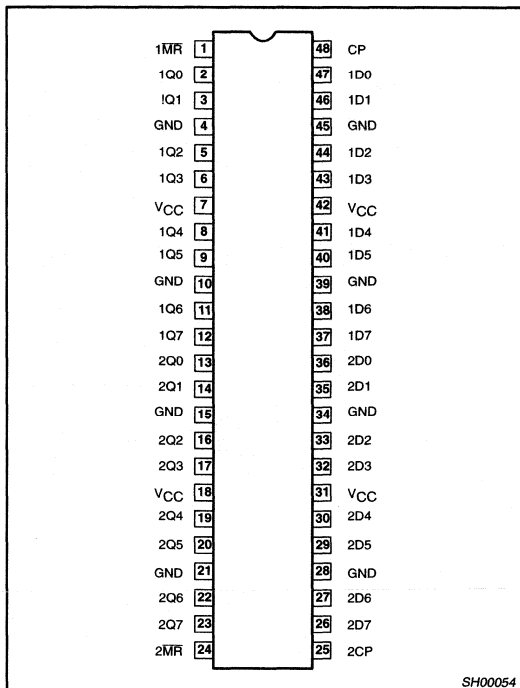 1M̅R̅ 1 48 CP
1Q0 2 47 1D0
!Q1 3 46 1D1
GND 4 45 GND
1Q2 5 44 1D2
1Q3 6 43 1D3
VCC 7 42 VCC
1Q4 8 41 1D4
1Q5 9 40 1D5
GND 10 39 GND
1Q6 11 38 1D6
1Q7 12 37 1D7
2Q0 13 36 2D0
2Q1 14 35 2D1
GND 15 34 GND
2Q2 16 33 2D2
2Q3 17 32 2D3
VCC 18 31 VCC
2Q4 19 30 2D4
2Q5 20 29 2D5
GND 21 28 GND
2Q6 22 27 2D6
2Q7 23 26 2D7
2M̅R̅ 24 25 2CP
SH00054